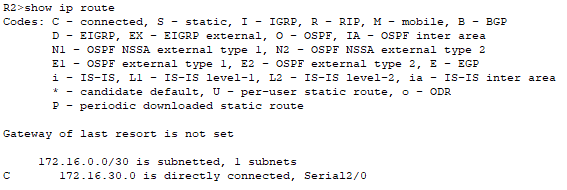 R2>show ip route
Codes: C - connected, S - static, I - IGRP, R - RIP, M - mobile, B - BGP
D - EIGRP, EX - EIGRP external, O - OSPF, IA - OSPF inter area
N1 - OSPF NSSA external type 1, N2 - OSPF NSSA external type 2
E1 - OSPF external type 1, E2 - OSPF external type 2, E - EGP
i - IS-IS, L1 - IS-IS level-1, L2 - IS-IS level-2, ia - IS-IS inter area
* - candidate default, U - per-user static route, o - ODR
P - periodic downloaded static route
Gateway of last resort is not set
172.16.0.0/30 is subnetted, 1 subnets
C 172.16.30.0 is directly connected, Serial2/0